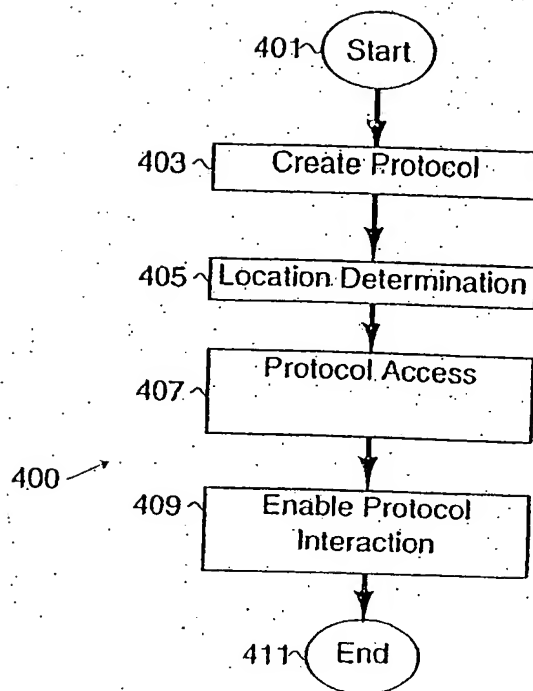 401 Start
403 Create Protocol
405 Location Determination
407 Protocol Access
400
409 Enable Protocol
Interaction
411 End